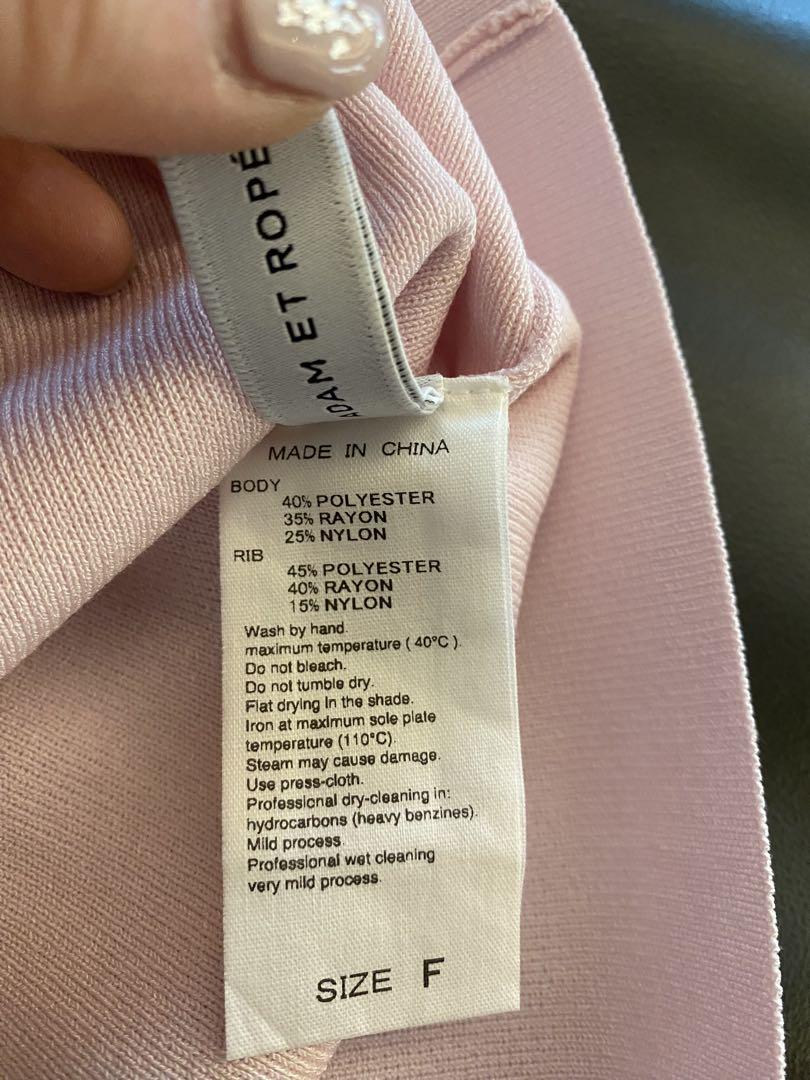 ADAM ET ROPÉ
MADE IN CHINA
BODY
40% POLYESTER
35% RAYON
25% NYLON
RIB
45% POLYESTER
40% RAYON
15% NYLON
Wash by hand.
maximum temperature ( 40°C ).
Do not bleach.
Do not tumble dry.
Flat drying in the shade.
Iron at maximum sole plate
temperature (110°C).
Steam may cause damage.
Use press-cloth.
Professional dry-cleaning in:
hydrocarbons (heavy benzines).
Mild process.
Professional wet cleaning
very mild process.
SIZE F